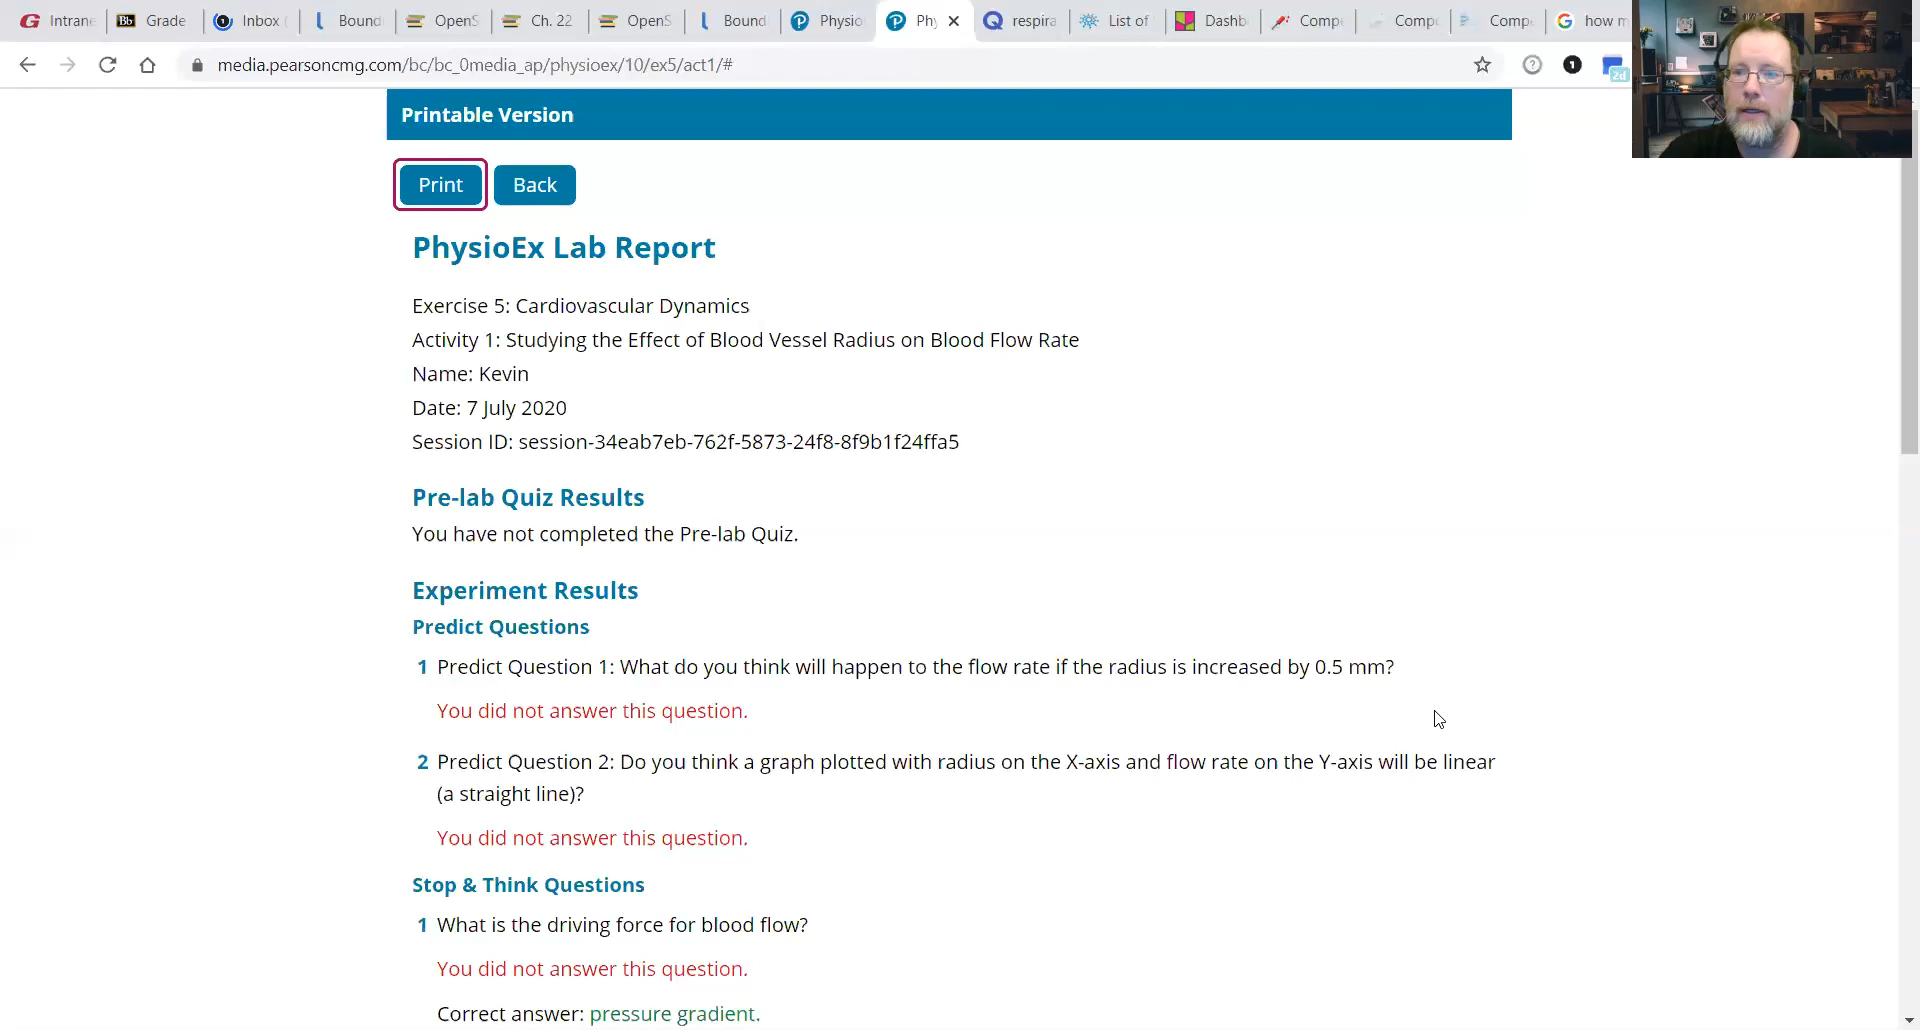 Intrane
Bb Grade
Inbox (
Bound
OpenS
Ch. 22
OpenS
Bound
Physio
Phy
respira
List of
Dashb
Compe
Compe
Compe
how m
media.pearsoncmg.com/bc/bc_0media_ap/physioex/10/ex5/act1/#
2d
Printable Version
Print
Back
PhysioEx Lab Report
Exercise 5: Cardiovascular Dynamics
Activity 1: Studying the Effect of Blood Vessel Radius on Blood Flow Rate
Name: Kevin
Date: 7 July 2020
Session ID: session-34eab7eb-762f-5873-24f8-8f9b1f24ffa5
Pre-lab Quiz Results
You have not completed the Pre-lab Quiz.
Experiment Results
Predict Questions
1 Predict Question 1: What do you think will happen to the flow rate if the radius is increased by 0.5 mm?
You did not answer this question.
2 Predict Question 2: Do you think a graph plotted with radius on the X-axis and flow rate on the Y-axis will be linear
(a straight line)?
You did not answer this question.
Stop & Think Questions
1 What is the driving force for blood flow?
You did not answer this question.
Correct answer: pressure gradient.